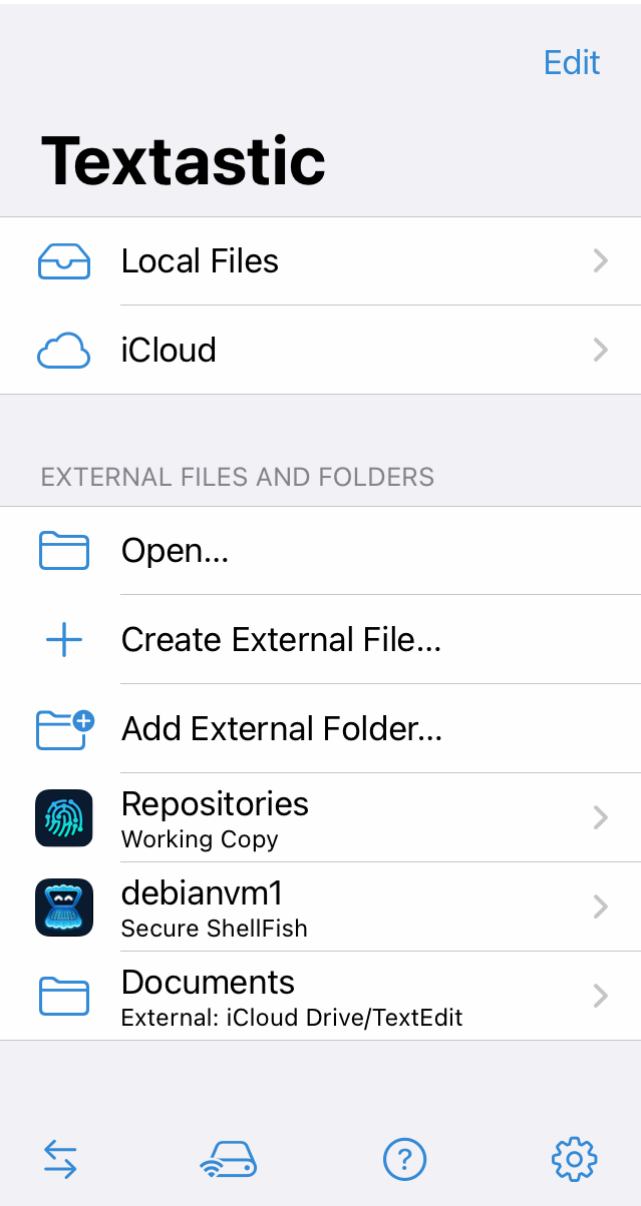 Edit
Textastic
Local Files
iCloud
EXTERNAL FILES AND FOLDERS
Open...
Create External File...
Add External Folder...
Repositories
Working Copy
debianvm1
Secure ShellFish
Documents
External: iCloud Drive/TextEdit
?